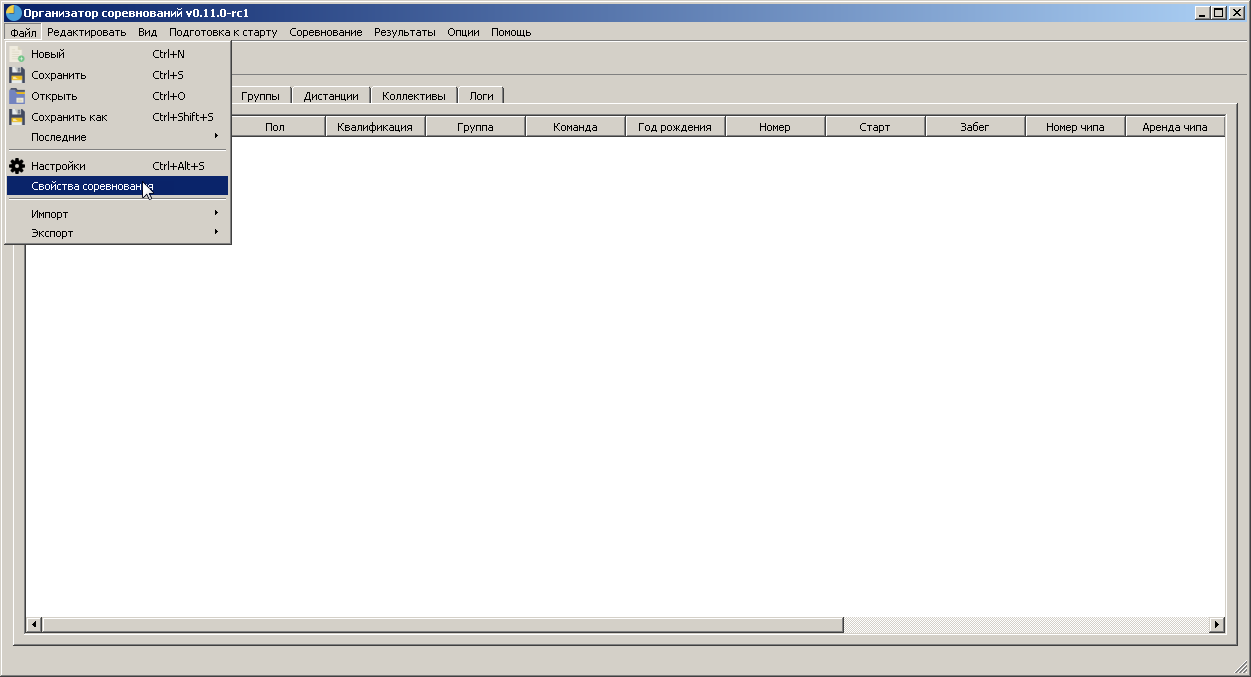 Организатор соревнований v0.11.0-rc1
Файл Редактировать Вид Подготовка к старту Соревнование Результаты Опции Помощь
Новый Ctrl+N
Сохранить Ctrl+S
Открыть Ctrl+O
Сохранить как Ctrl+Shift+S
Последние
Настройки Ctrl+Alt+S
Свойства соревнования
Импорт
Экспорт
Группы Дистанции Коллективы Логи
Пол Квалификация Группа Команда Год рождения Номер Старт Забег Номер чипа Аренда чипа